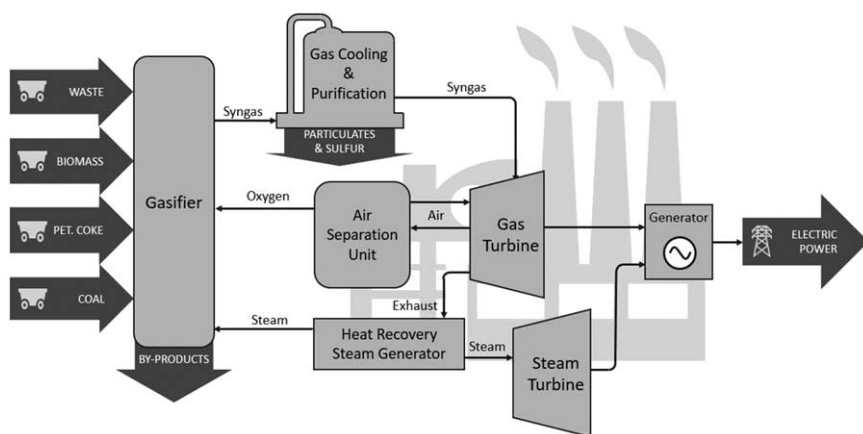 WASTE
BIOMASS
PET. COKE
COAL
Gasifier
BY-PRODUCTS
Syngas
Gas Cooling
&
Purification
PARTICULATES
& SULFUR
Syngas
Oxygen
Air
Separation
Unit
Air
Gas
Turbine
Exhaust
Steam
Heat Recovery
Steam Generator
Steam
Steam
Turbine
Generator
ELECTRIC
POWER